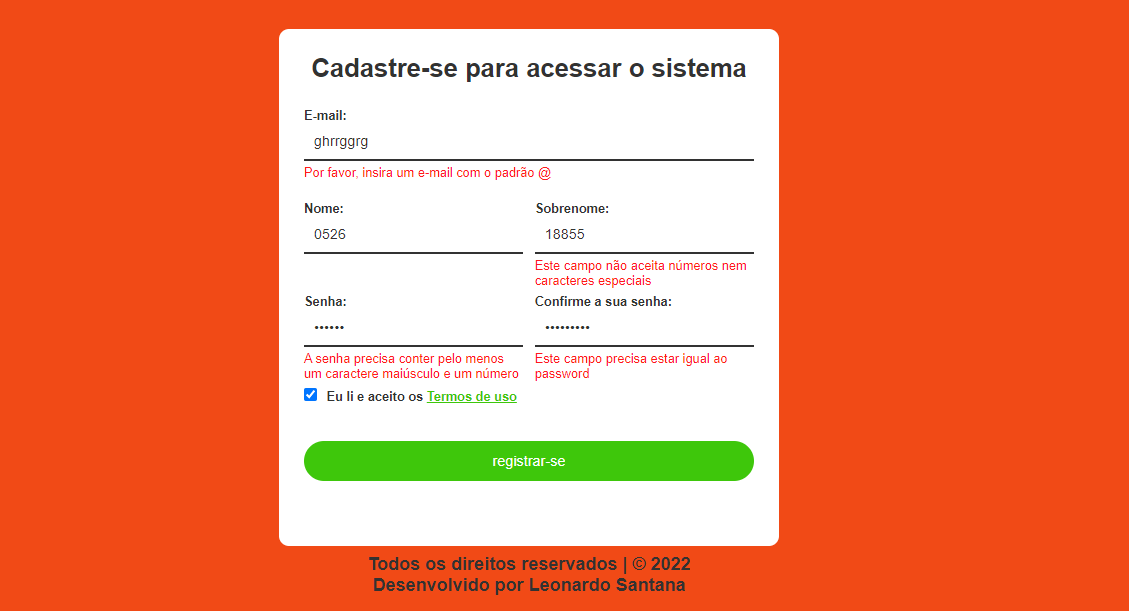 Cadastre-se para acessar o sistema
E-mail:
ghrrggrg
Por favor, insira um e-mail com o padrão @
Nome:
Sobrenome:
0526
18855
Este campo não aceita números nem
caracteres especiais
Senha:
Confirme a sua senha:
••••••
•••••••••
A senha precisa conter pelo menos
um caractere maiúsculo e um número
Este campo precisa estar igual ao
password
Eu li e aceito os Termos de uso
registrar-se
Todos os direitos reservados | © 2022
Desenvolvido por Leonardo Santana